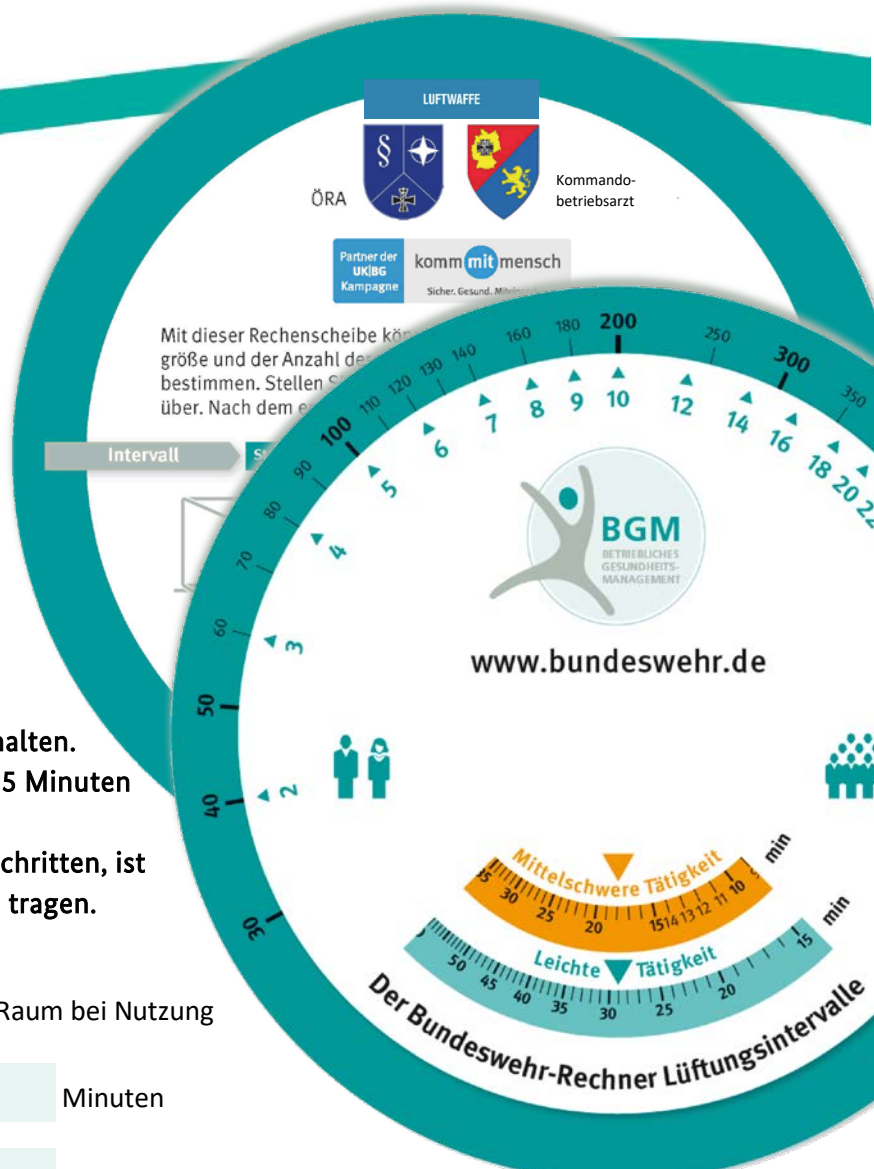 LUFTWAFFE
§
ÖRA
Kommando-
betriebsarzt
Partner der
UK|BG
Kampagne
komm mit mensch
Sicher. Gesund.
Mit dieser Rechenscheibe
größe und der Anzahl
bestimmen. Stellen
über. Nach dem
Intervall
30 40 50 60 70 80 90 100 110 120 130 140 160 180 200 250 300 350
2 3 4 5 6 7 8 9 10 12 14 16 18 20 22
BGM
BETRIEBLICHES
GESUNDHEITS-
MANAGEMENT
www.bundeswehr.de
5 Minuten
tragen.
Raum bei Nutzung
Minuten
Mittelschwere Tätigkeit
35 30 25 20 15 14 13 12 11 10 min
Leichte Tätigkeit
50 45 40 35 30 25 20 15 min
Der Bundeswehr-Rechner Lüftungsintervalle